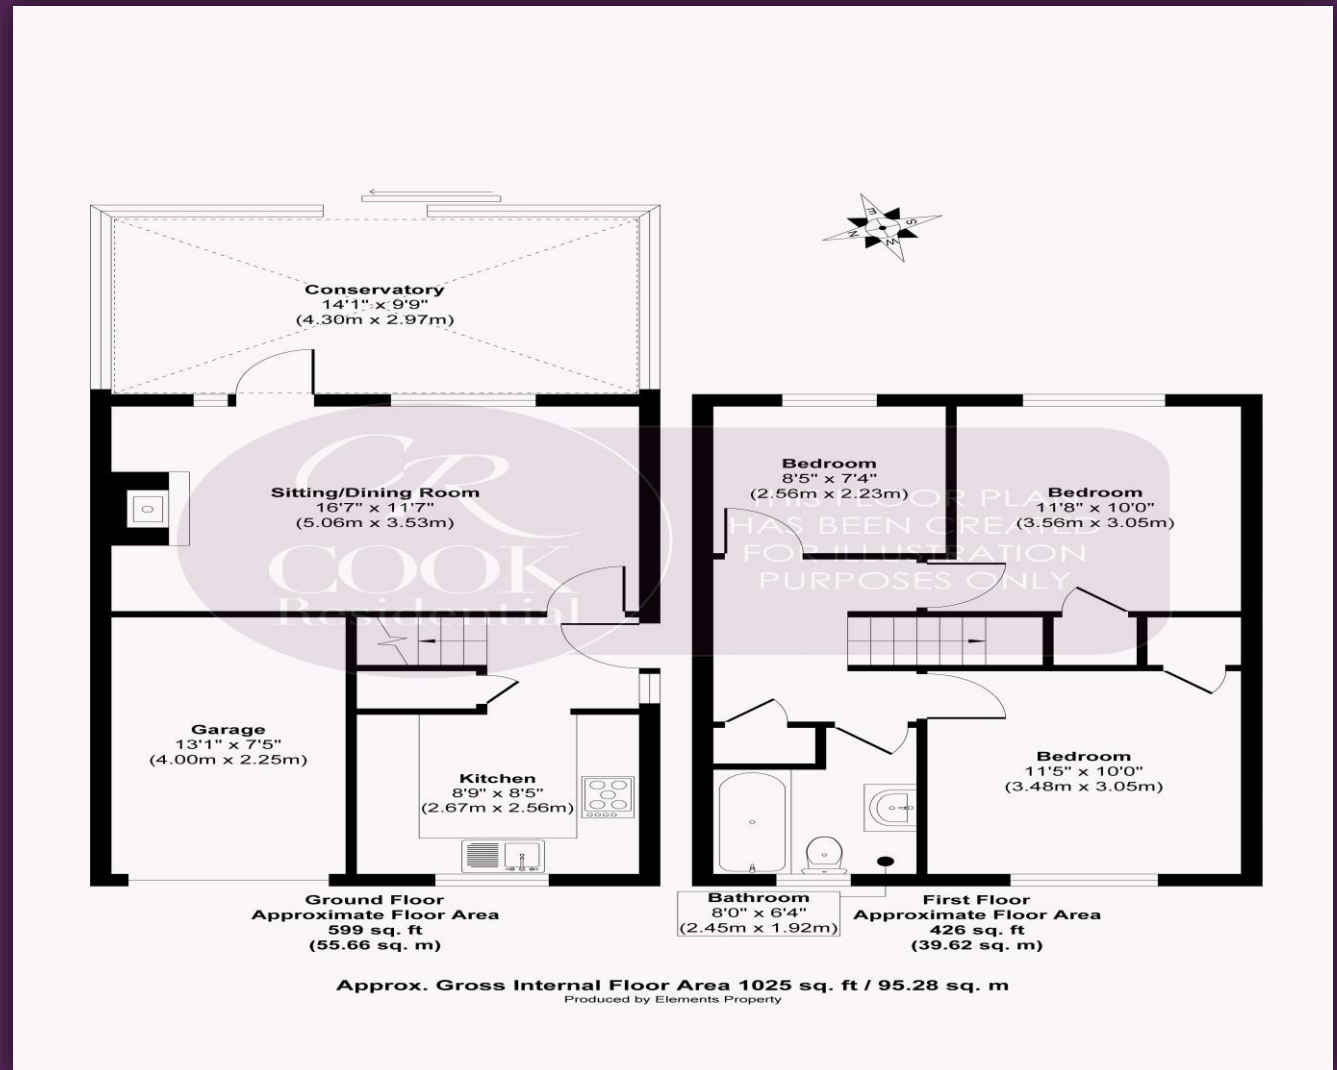 E
S
N
W
Conservatory
14'1" x 9'9"
(4.30m x 2.97m)
Sitting/Dining Room
16'7" x 11'7"
(5.06m x 3.53m)
CR
COOK
Residential
Bedroom
8'5" x 7'4"
(2.56m x 2.23m)
Bedroom
11'8" x 10'0"
(3.56m x 3.05m)
THIS FLOOR PLAN
HAS BEEN CREATED
FOR ILLUSTRATION
PURPOSES ONLY
Garage
13'1" x 7'5"
(4.00m x 2.25m)
Kitchen
8'9" x 8'5"
(2.67m x 2.56m)
Bedroom
11'5" x 10'0"
(3.48m x 3.05m)
Bathroom
8'0" x 6'4"
(2.45m x 1.92m)
Ground Floor
Approximate Floor Area
599 sq. ft
(55.66 sq. m)
First Floor
Approximate Floor Area
426 sq. ft
(39.62 sq. m)
Approx. Gross Internal Floor Area 1025 sq. ft / 95.28 sq. m
Produced by Elements Property